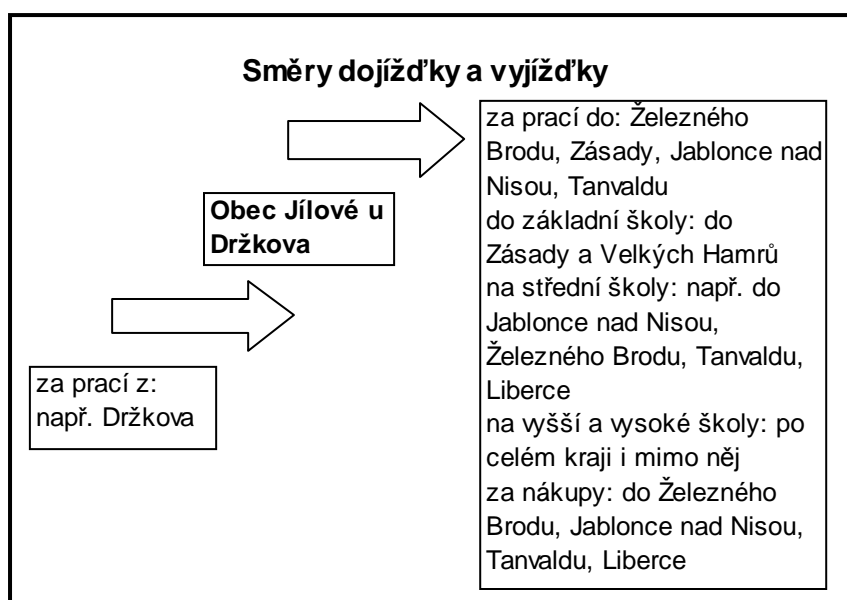 Směry dojížďky a vyjížďky
za prací do: Železného
Brodu, Zásady, Jablonce nad
Nisou, Tanvaldu
do základní školy: do
Zásady a Velkých Hamrů
na střední školy: např. do
Jablonce nad Nisou,
Železného Brodu, Tanvaldu,
Liberce
na vyšší a vysoké školy: po
celém kraji i mimo něj
za nákupy: do Železného
Brodu, Jablonce nad Nisou,
Tanvaldu, Liberce
Obec Jílové u
Držkova
za prací z:
např. Držkova